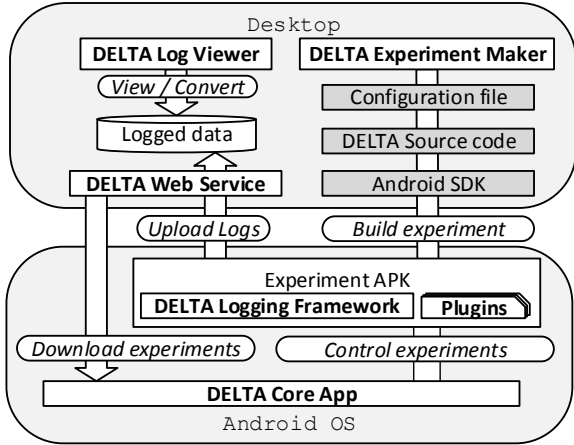 Desktop
DELTA Log Viewer
DELTA Experiment Maker
View / Convert
Configuration file
Logged data
DELTA Source code
DELTA Web Service
Android SDK
Upload Logs
Build experiment
Experiment APK
DELTA Logging Framework
Plugins
Download experiments
Control experiments
DELTA Core App
Android OS